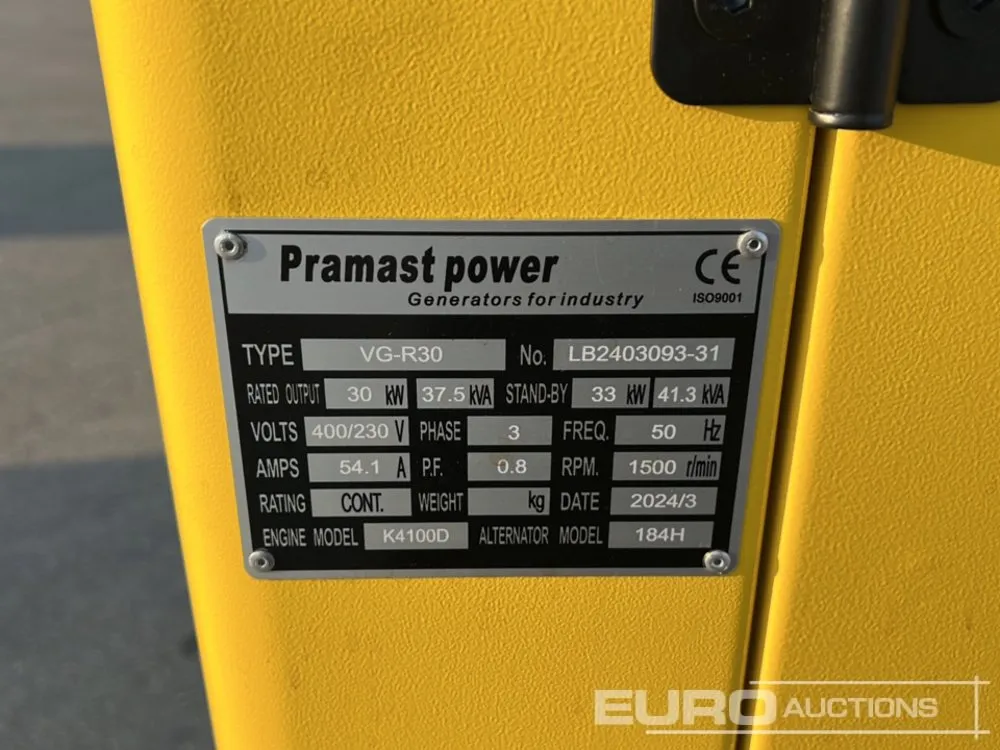 Pramast power
Generators for industry
CE
ISO9001
TYPE VG-R30 No. LB2403093-31
RATED OUTPUT 30 kW 37.5 kVA STAND-BY 33 kW 41.3 kVA
VOLTS 400/230 V PHASE 3 FREQ. 50 Hz
AMPS 54.1 A P.F. 0.8 RPM. 1500 r/min
RATING CONT. WEIGHT kg DATE 2024/3
ENGINE MODEL K4100D ALTERNATOR MODEL 184H
EURO AUCTIONS